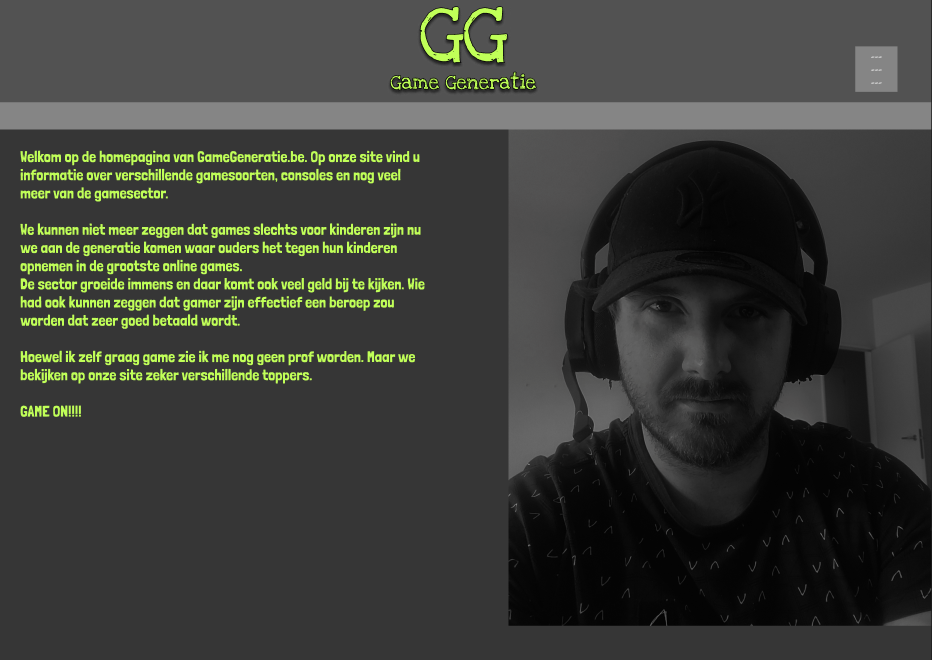 GG
Game Generatie
Welkom op de homepagina van GameGeneratie.be. Op onze site vind u
informatie over verschillende gamesoorten, consoles en nog veel
meer van de gamesector.
We kunnen niet meer zeggen dat games slechts voor kinderen zijn nu
we aan de generatie komen waar ouders het tegen hun kinderen
opnemen in de grootste online games.
De sector groeide immens en daar komt ook veel geld bij te kijken. Wie
had ook kunnen zeggen dat gamer zijn effectief een beroep zou
worden dat zeer goed betaald wordt.
Hoewel ik zelf graag game zie ik me nog geen prof worden. Maar we
bekijken op onze site zeker verschillende toppers.
GAME ON!!!!